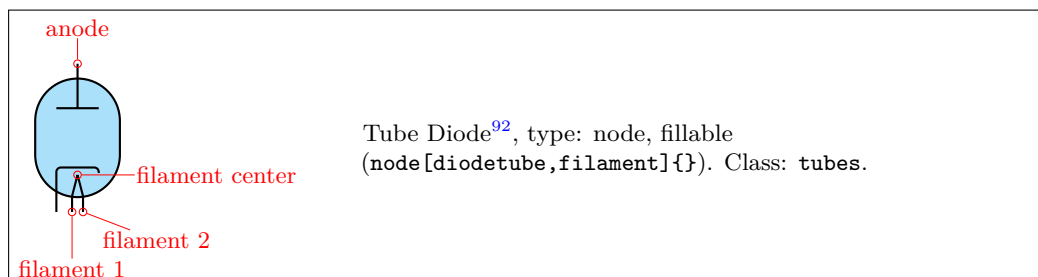 anode
Tube Diode92, type: node, fillable
(node[diodetube,filament]{}). Class: tubes.
filament center
filament 2
filament 1